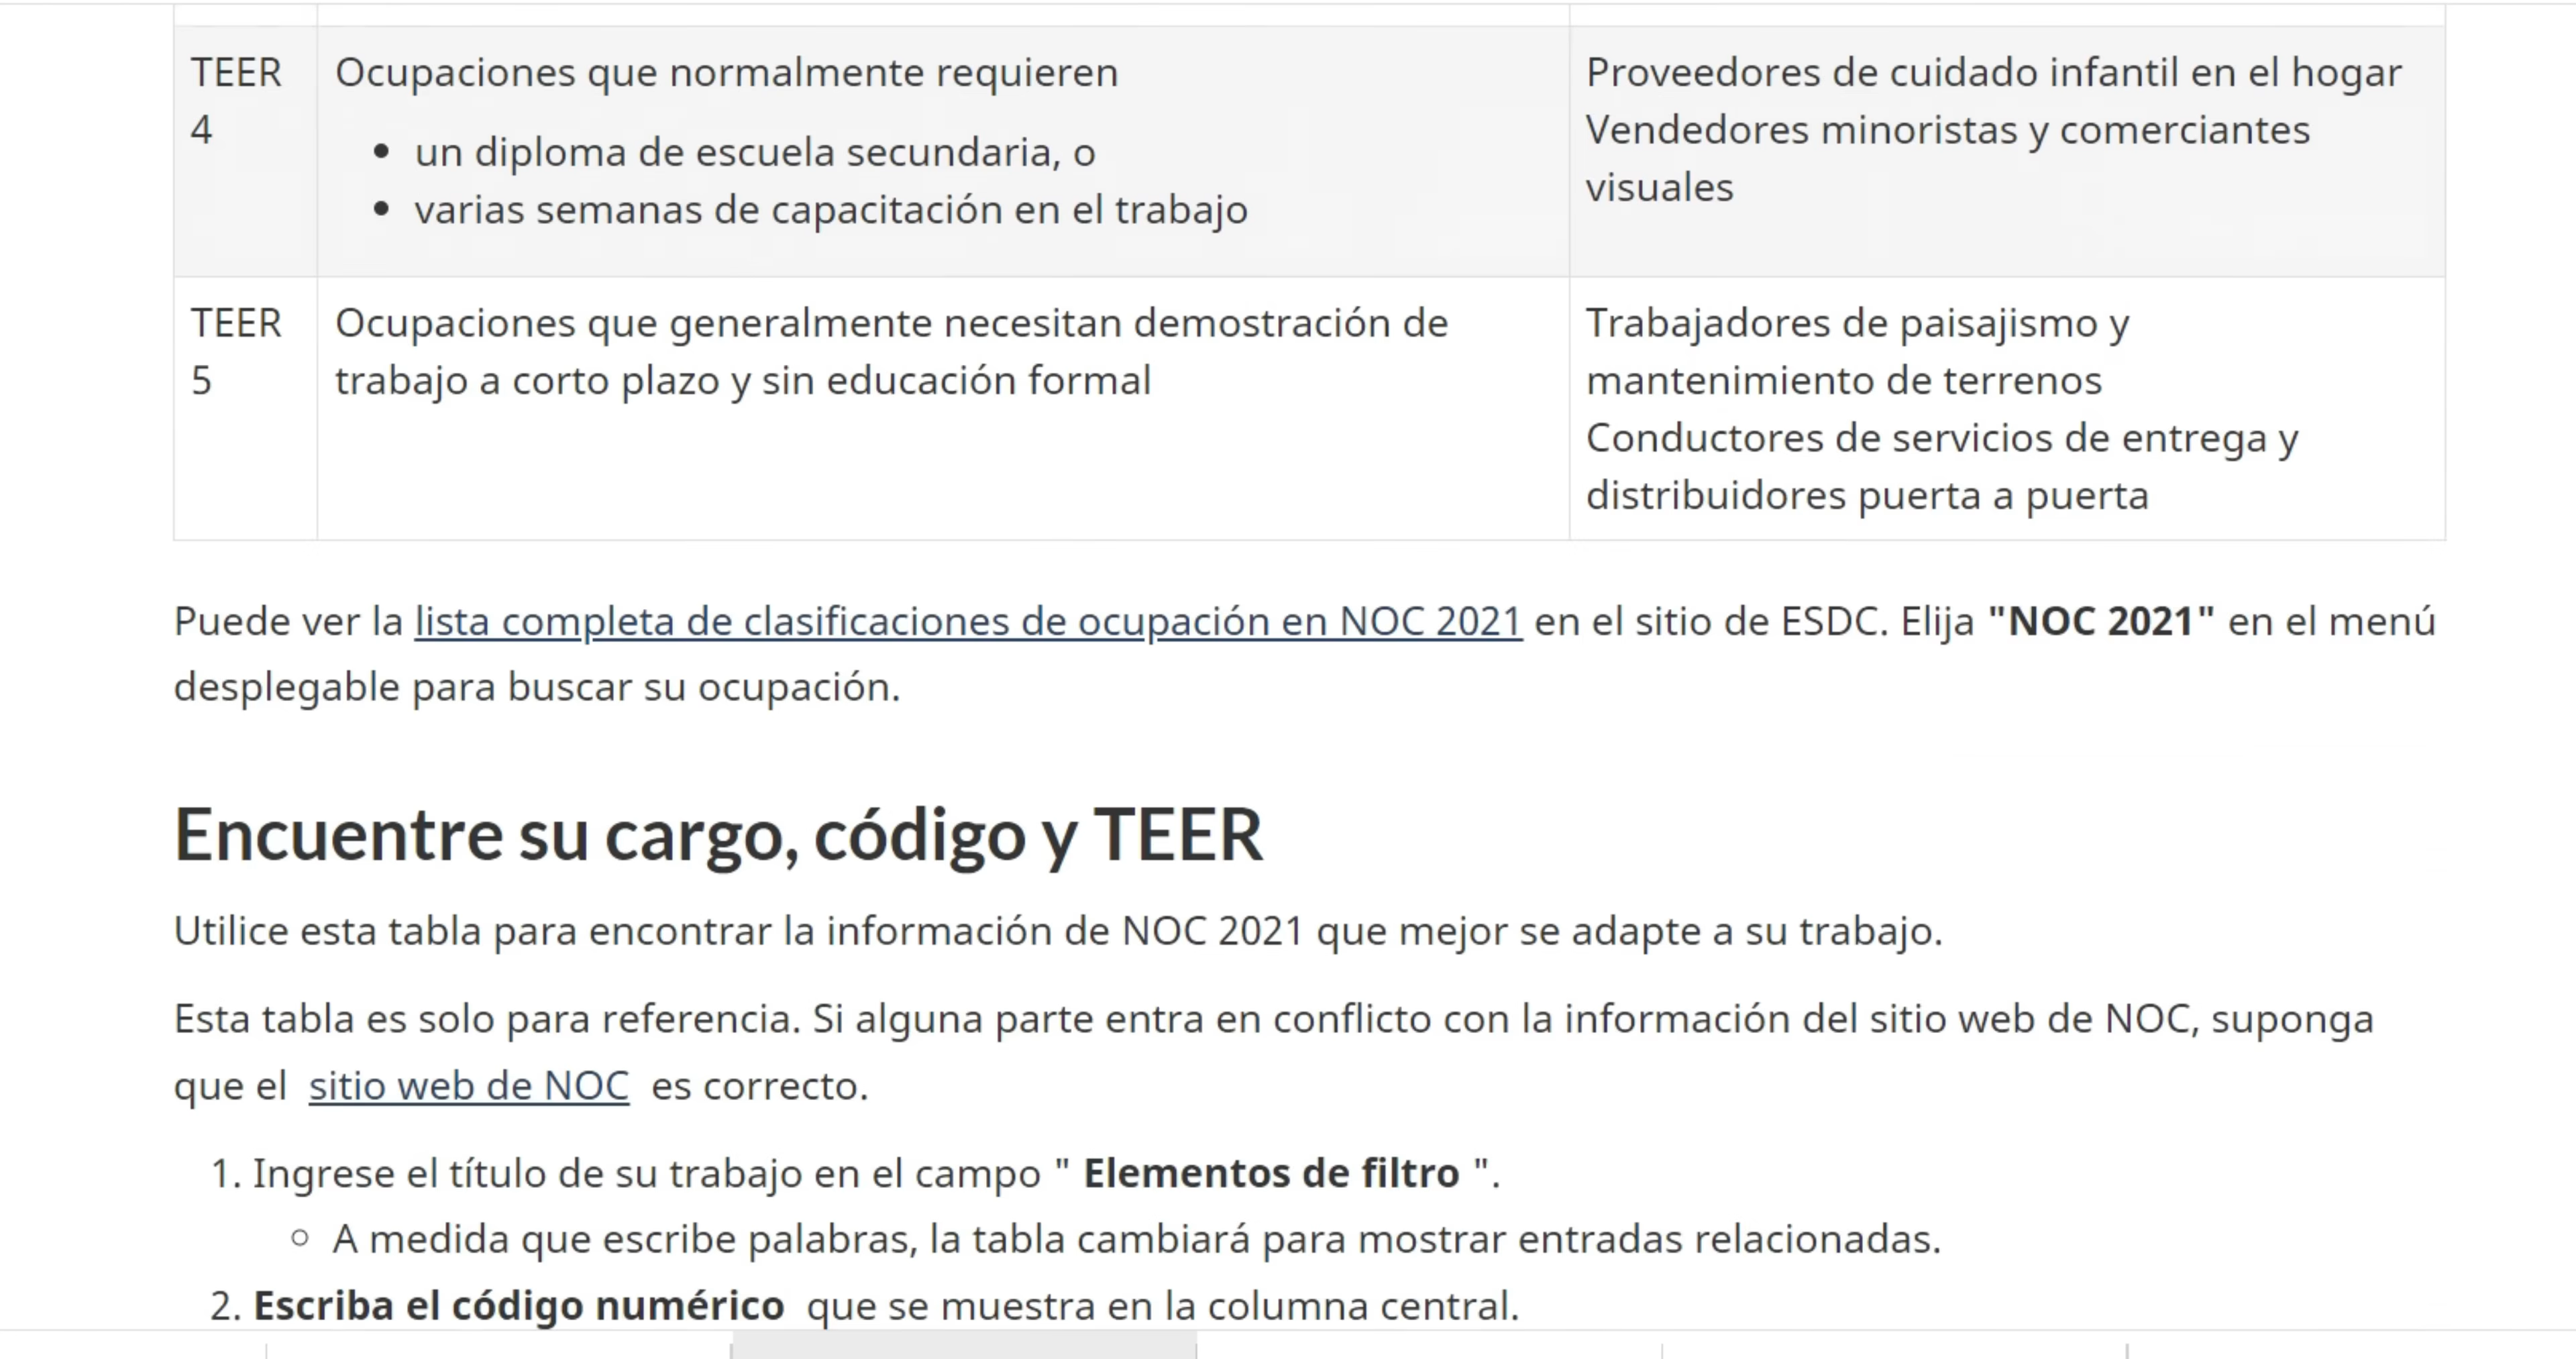 TEER
4
Ocupaciones que normalmente requieren
• un diploma de escuela secundaria, o
• varias semanas de capacitación en el trabajo
Proveedores de cuidado infantil en el hogar
Vendedores minoristas y comerciantes
visuales
TEER
5
Ocupaciones que generalmente necesitan demostración de
trabajo a corto plazo y sin educación formal
Trabajadores de paisajismo y
mantenimiento de terrenos
Conductores de servicios de entrega y
distribuidores puerta a puerta
Puede ver la lista completa de clasificaciones de ocupación en NOC 2021 en el sitio de ESDC. Elija "NOC 2021" en el menú
desplegable para buscar su ocupación.
Encuentre su cargo, código y TEER
Utilice esta tabla para encontrar la información de NOC 2021 que mejor se adapte a su trabajo.
Esta tabla es solo para referencia. Si alguna parte entra en conflicto con la información del sitio web de NOC, suponga
que el sitio web de NOC es correcto.
1. Ingrese el título de su trabajo en el campo " Elementos de filtro ".
○ A medida que escribe palabras, la tabla cambiará para mostrar entradas relacionadas.
2. Escriba el código numérico que se muestra en la columna central.